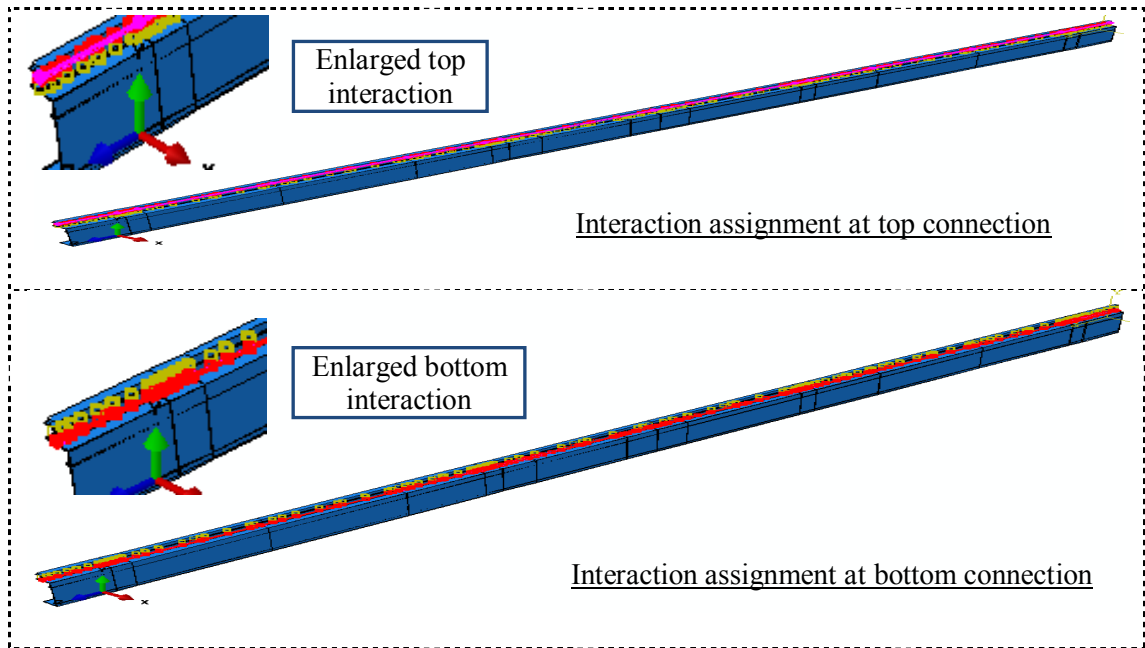 Enlarged top
interaction
Interaction assignment at top connection
x
Enlarged bottom
interaction
Interaction assignment at bottom connection
x